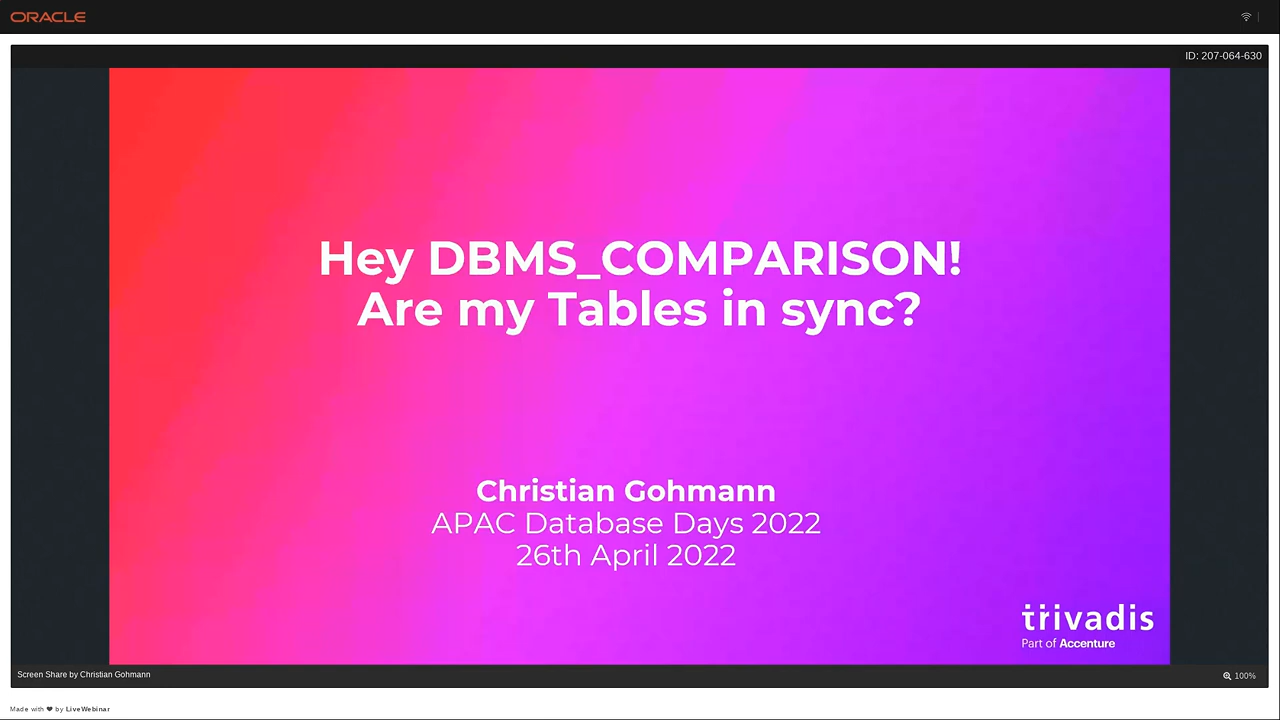 ORACLE
ID: 207-064-630
Hey DBMS_COMPARISON!
Are my Tables in sync?
Christian Gohmann
APAC Database Days 2022
26th April 2022
trivadis
Part of Accenture
Screen Share by Christian Gohmann
100%
Made with ❤ by LiveWebinar